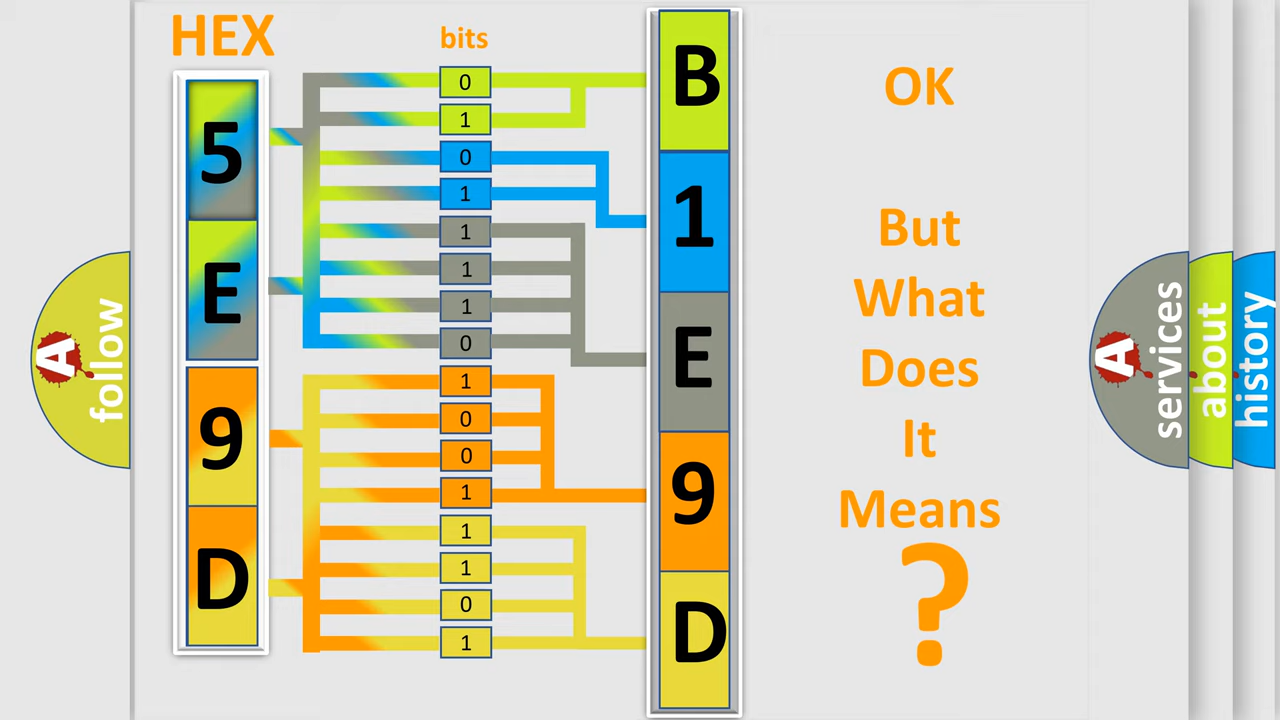 HEX
bits
5
E
9
D
0
1
0
1
1
1
1
0
1
0
0
1
1
1
0
1
B
1
E
9
D
OK
But
What
Does
It
Means
?
A
follow
A
services
about
history